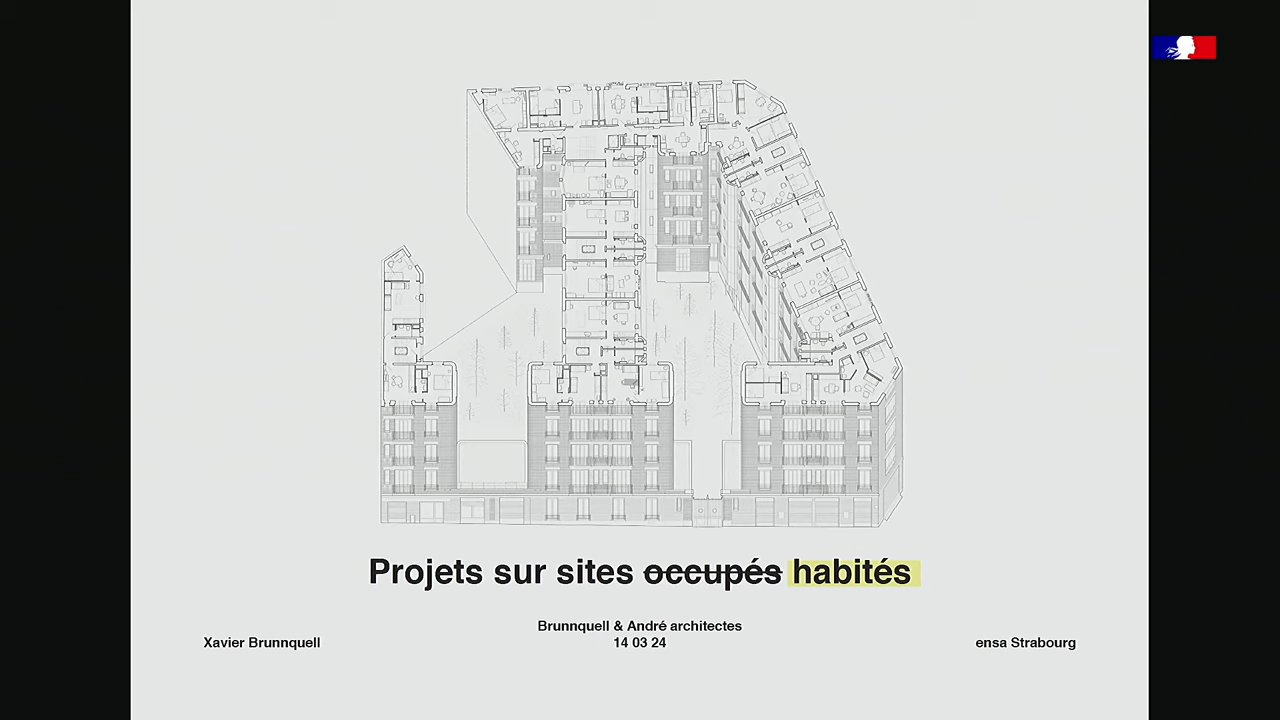 Projets sur sites occupés habités
Brunnquell & André architectes
Xavier Brunnquell
14 03 24
ensa Strabourg